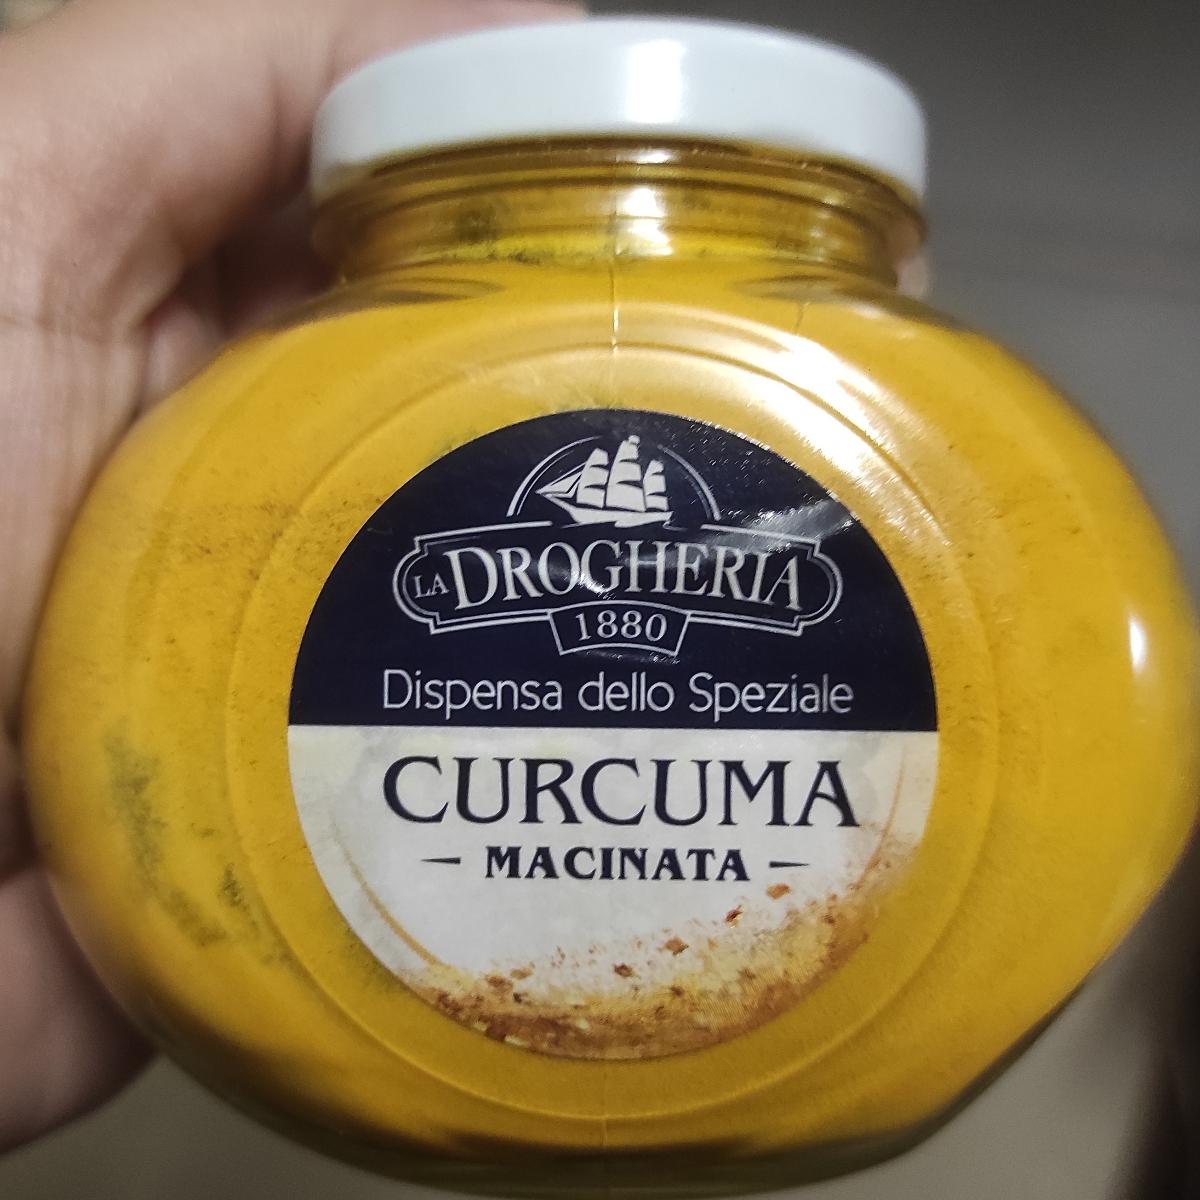 LA DROGHERIA
1880
Dispensa dello Speziale
CURCUMA
- MACINATA -